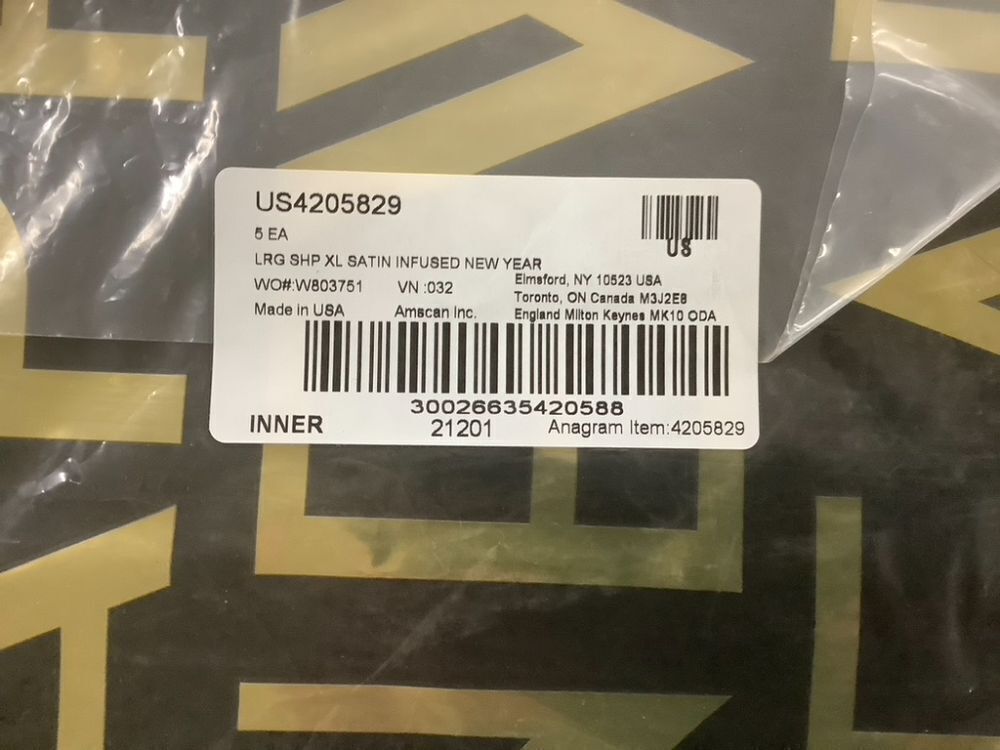 US4205829
US
5 EA
LRG SHP XL SATIN INFUSED NEW YEAR
WO#:W803751 VN :032
Elmsford, NY 10523 USA
Toronto, ON Canada M3J2E8
Made in USA Amscan Inc. England Milton Keynes MK10 ODA
30026635420588
INNER 21201 Anagram Item:4205829